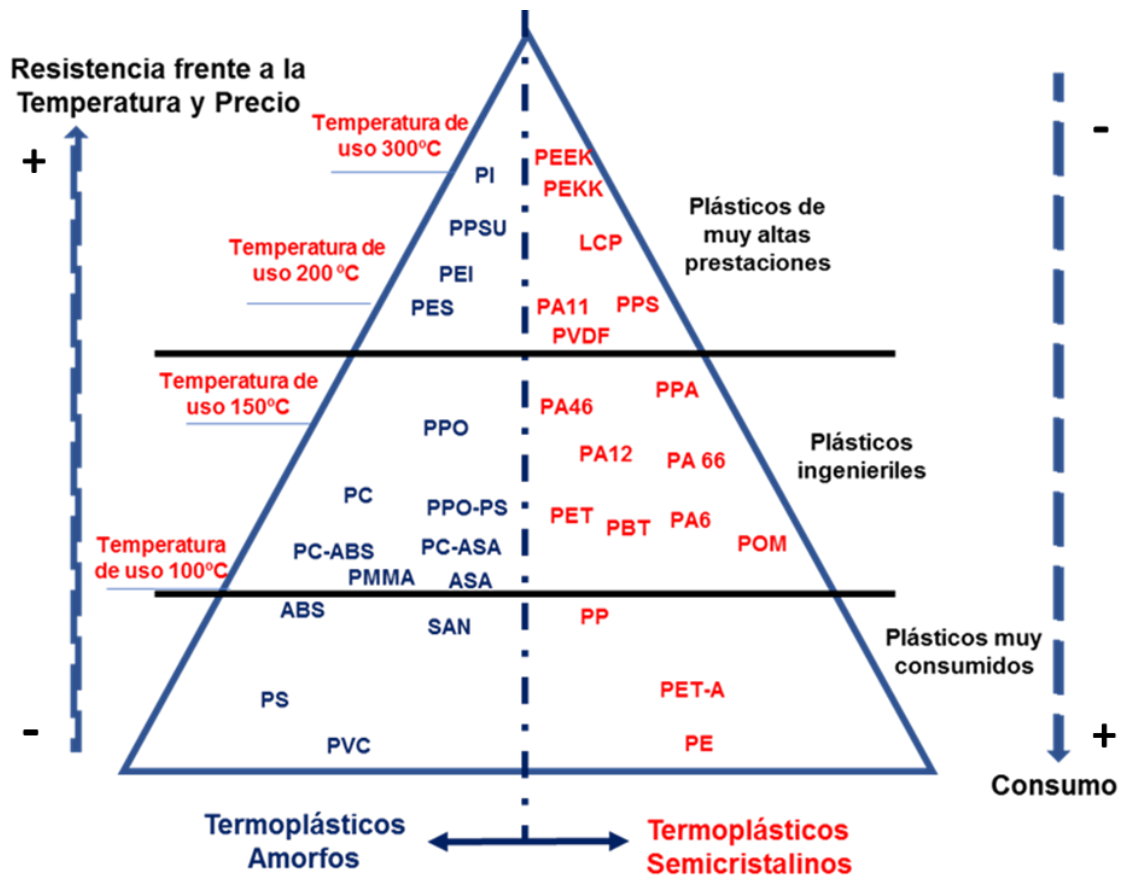 Resistencia frente a la
Temperatura y Precio
+
-
Temperatura de
uso 300ºC
-
PEEK
PI
PEKK
Plásticos de
muy altas
prestaciones
PPSU
LCP
Temperatura de
uso 200 ºC
PEI
PES
PA11
PPS
PVDF
Temperatura de
uso 150ºC
PPA
PA46
PPO
Plásticos
ingenieriles
PA12
PA 66
PC
PPO-PS
PET
PBT
PA6
POM
Temperatura
de uso 100ºC
PC-ABS
PC-ASA
PMMA
ASA
ABS
SAN
PP
Plásticos muy
consumidos
PS
PET-A
PVC
PE
+
Consumo
Termoplásticos
Amorfos
Termoplásticos
Semicristalinos